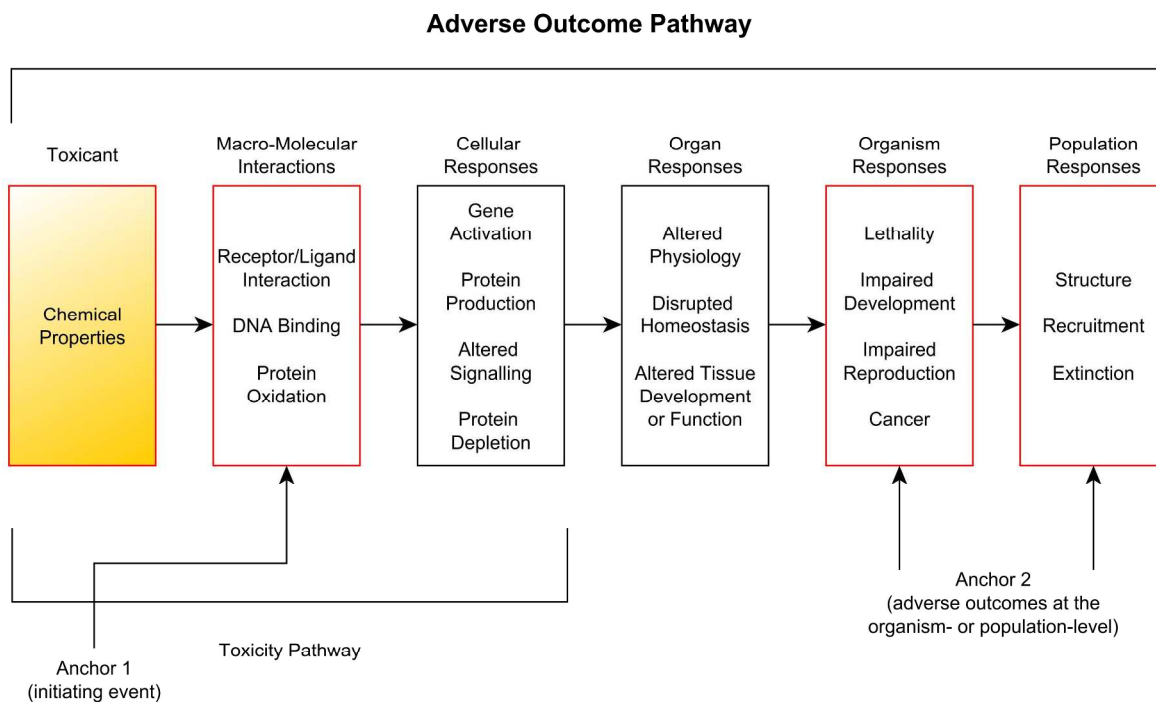 Adverse Outcome Pathway
Toxicant
Chemical
Properties
Macro-Molecular
Interactions
Receptor/Ligand
Interaction
DNA Binding
Protein
Oxidation
Cellular
Responses
Gene
Activation
Protein
Production
Altered
Signalling
Protein
Depletion
Organ
Responses
Altered
Physiology
Disrupted
Homeostasis
Altered Tissue
Development
or Function
Organism
Responses
Lethality
Impaired
Development
Impaired
Reproduction
Cancer
Population
Responses
Structure
Recruitment
Extinction
Toxicity Pathway
Anchor 1
(initiating event)
Anchor 2
(adverse outcomes at the
organism- or population-level)